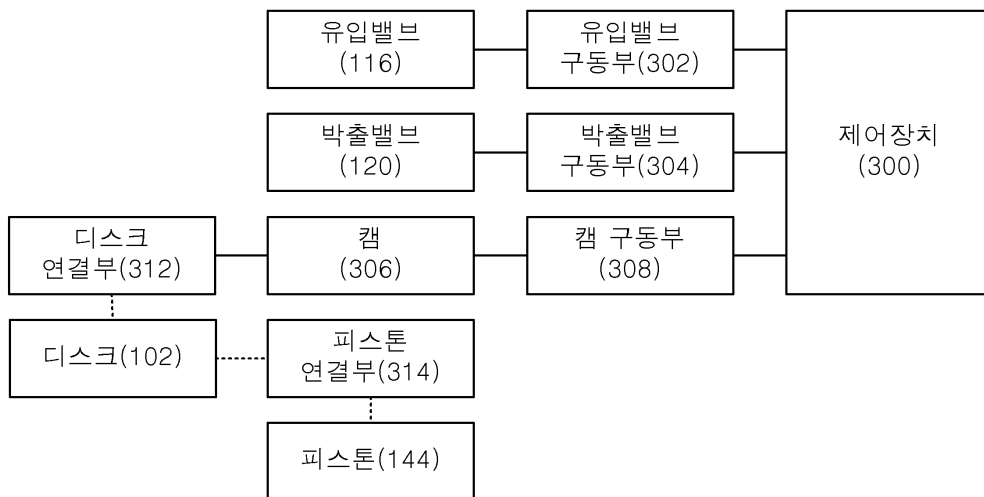 유입밸브
(116)
유입밸브
구동부(302)
제어장치
(300)
박출밸브
(120)
박출밸브
구동부(304)
디스크
연결부(312)
캠
(306)
캠 구동부
(308)
디스크(102)
피스톤
연결부(314)
피스톤(144)